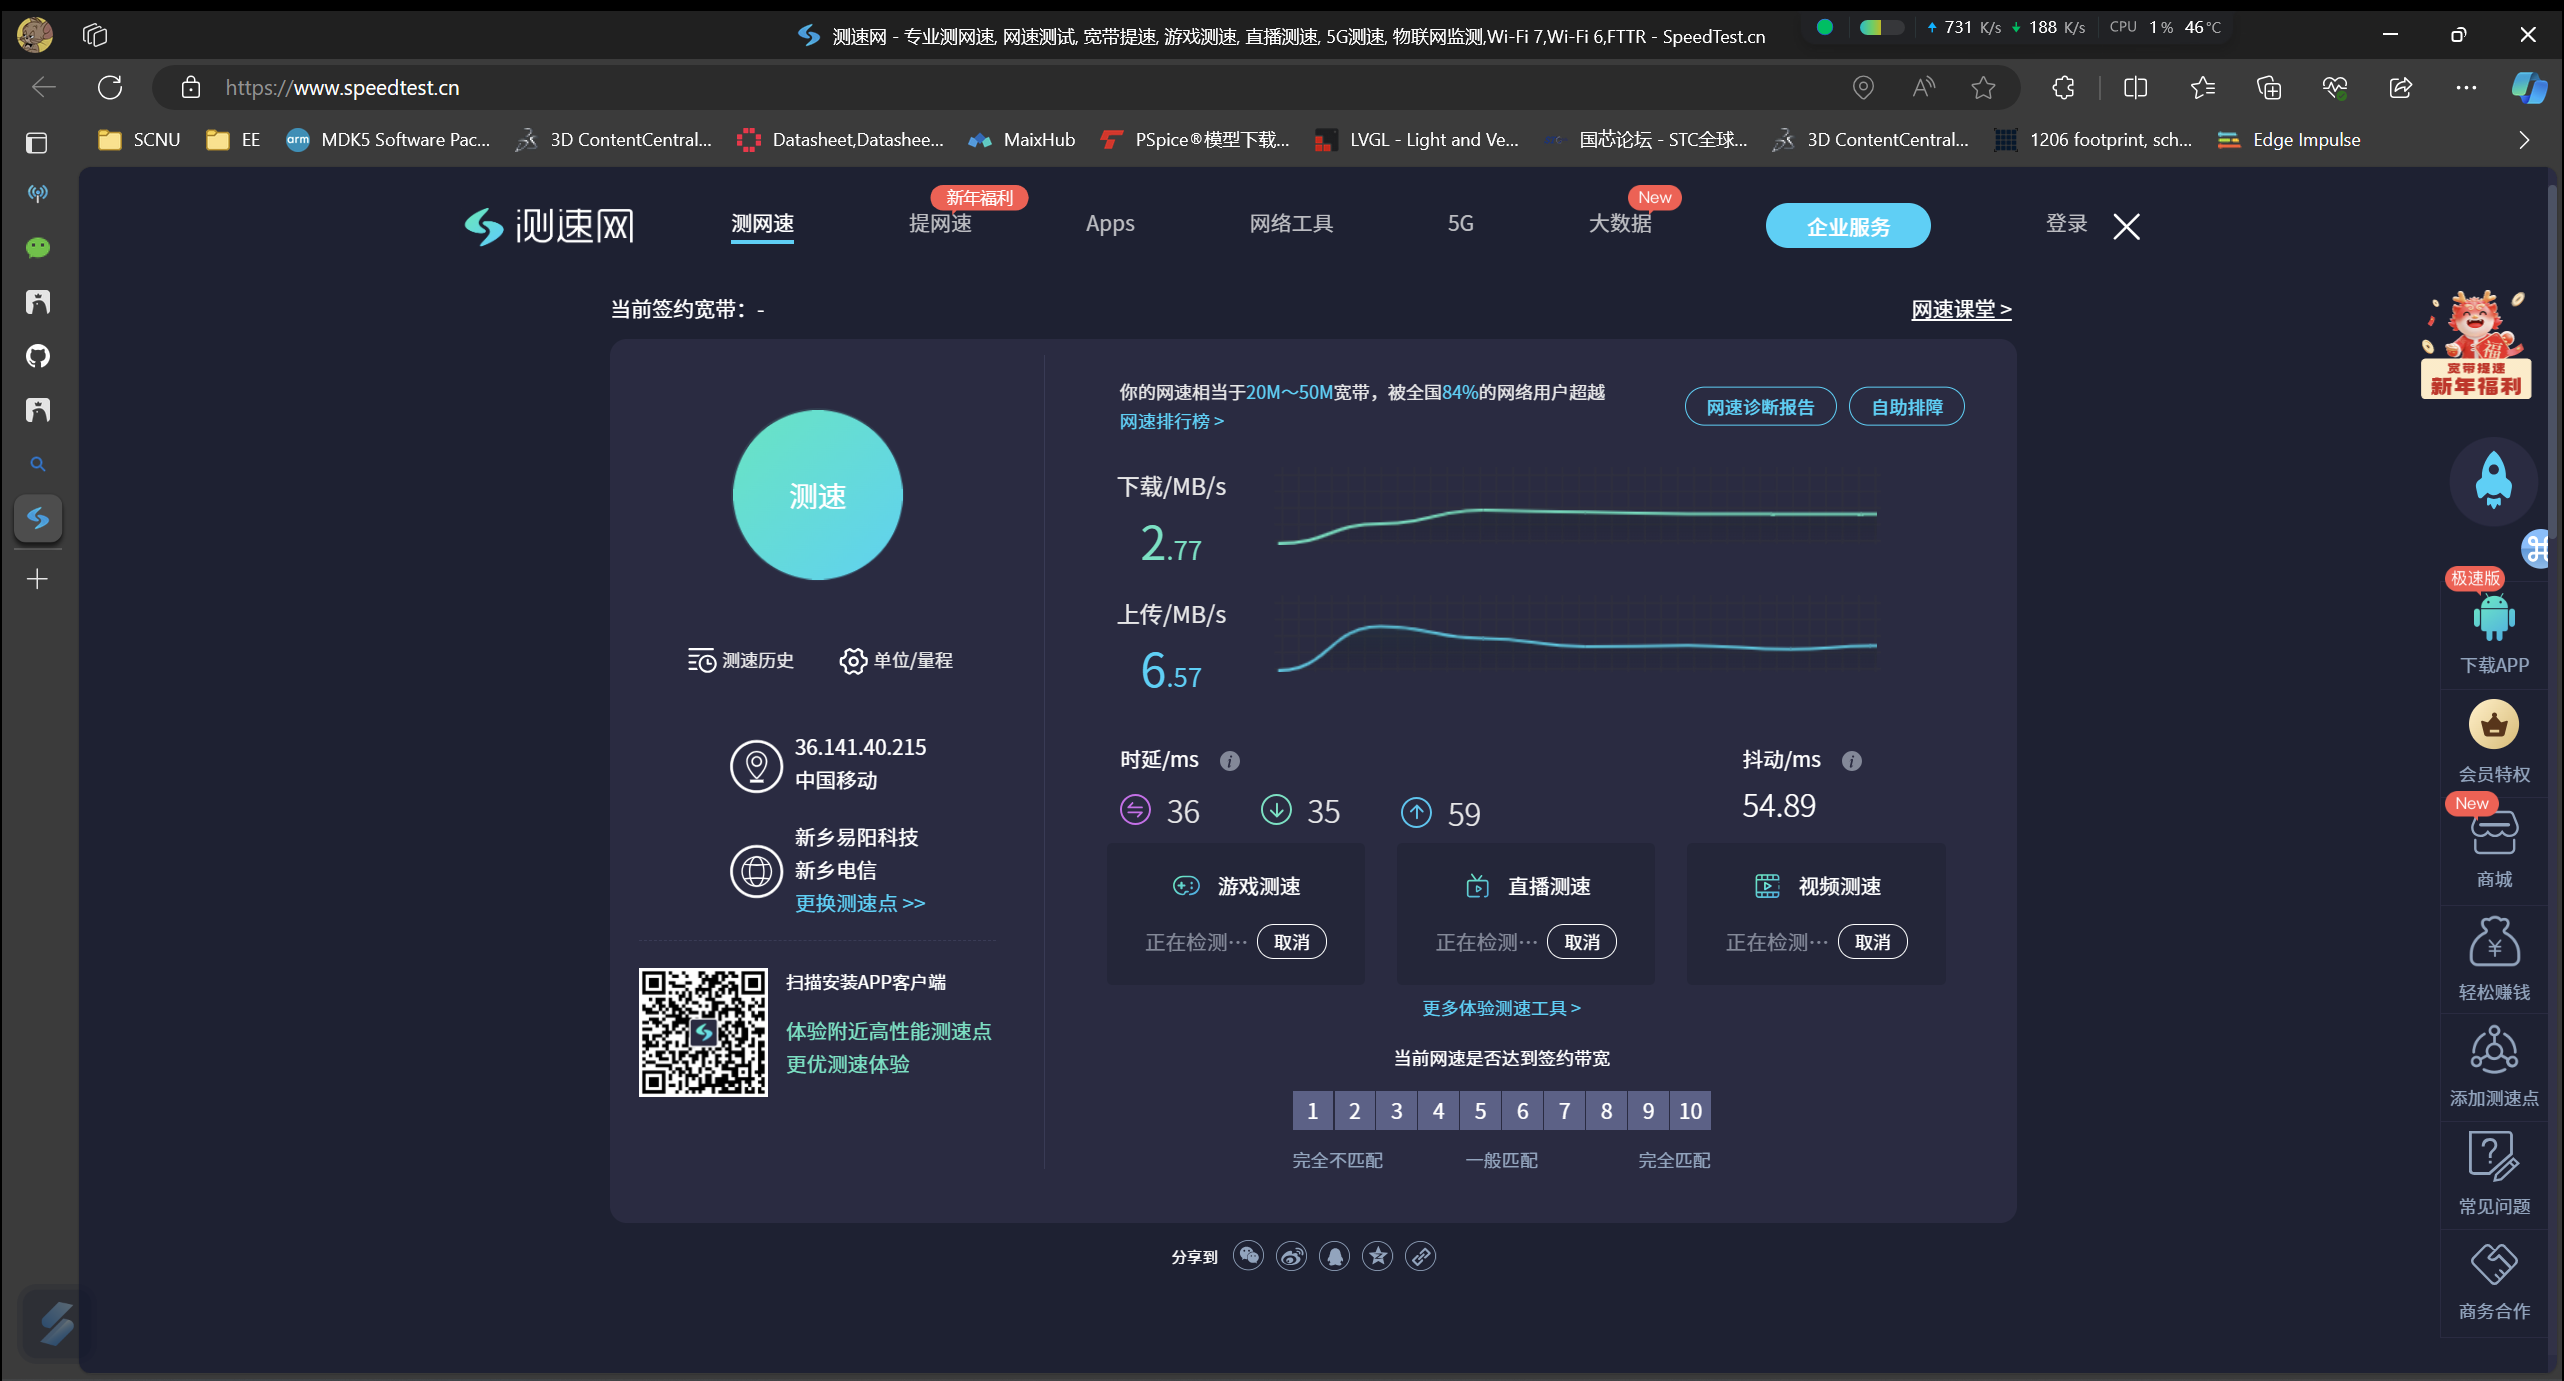 测速网 - 专业测网速, 网速测试, 宽带提速, 游戏测速, 直播测速, 5G测速, 物联网监测,Wi-Fi 7,Wi-Fi 6,FTTR - SpeedTest.cn
731 K/s 188 K/s CPU 1% 46°C
https://www.speedtest.cn
SCNU EE MDK5 Software Pac... 3D ContentCentral... Datasheet,Datashee... MaixHub PSpice®模型下载... LVGL - Light and Ve... 国芯论坛 - STC全球... 3D ContentCentral... 1206 footprint, sch... Edge Impulse
新年福利 New
测速网 测网速 提网速 Apps 网络工具 5G 大数据 企业服务 登录
当前签约宽带：-
网速课堂 >
福
宽带提速
新年福利
你的网速相当于20M～50M宽带，被全国84%的网络用户超越
网速排行榜 >
网速诊断报告 自助排障
测速
下载/MB/s
2.77
上传/MB/s
6.57
测速历史 单位/量程
36.141.40.215
中国移动
新乡易阳科技
新乡电信
更换测速点 >>
时延/ms
36 35 59
抖动/ms
54.89
游戏测速 直播测速 视频测速
正在检测··· 取消 正在检测··· 取消 正在检测··· 取消
扫描安装APP客户端
体验附近高性能测速点
更优测速体验
更多体验测速工具 >
当前网速是否达到签约带宽
1 2 3 4 5 6 7 8 9 10
完全不匹配 一般匹配 完全匹配
分享到
极速版
下载APP
会员特权
New
商城
轻松赚钱
添加测速点
常见问题
商务合作